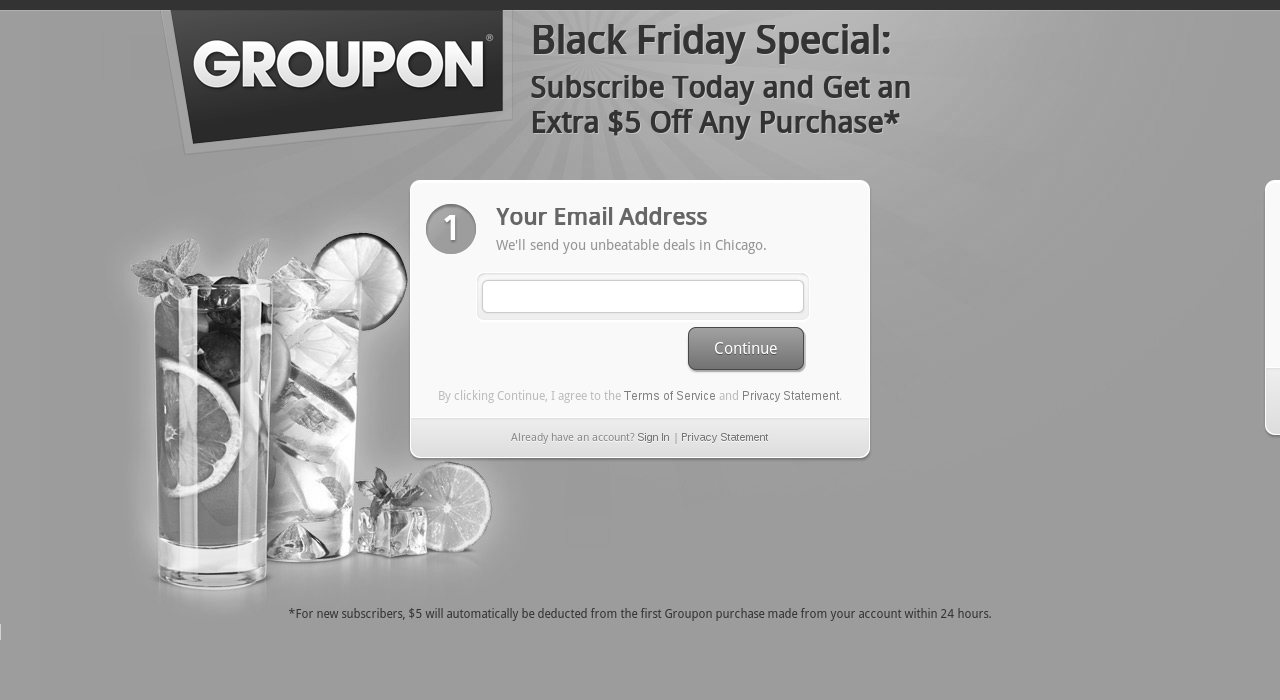 GROUPON®
Black Friday Special:
Subscribe Today and Get an
Extra $5 Off Any Purchase*
1
Your Email Address
We'll send you unbeatable deals in Chicago.
Continue
By clicking Continue, I agree to the Terms of Service and Privacy Statement.
Already have an account? Sign In | Privacy Statement
*For new subscribers, $5 will automatically be deducted from the first Groupon purchase made from your account within 24 hours.